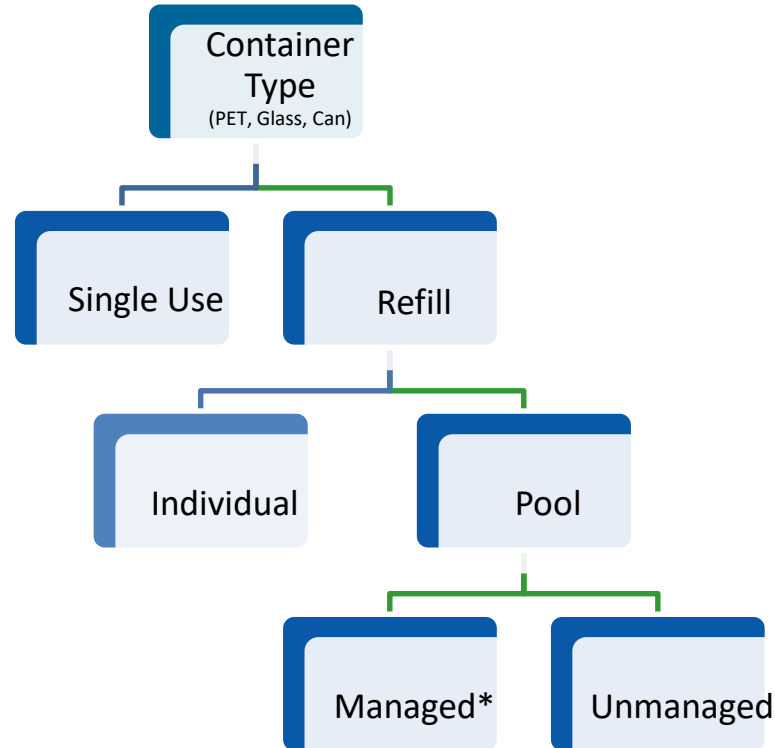 Container
Type
(PET, Glass, Can)
Single Use
Refill
Individual
Pool
Managed*
Unmanaged